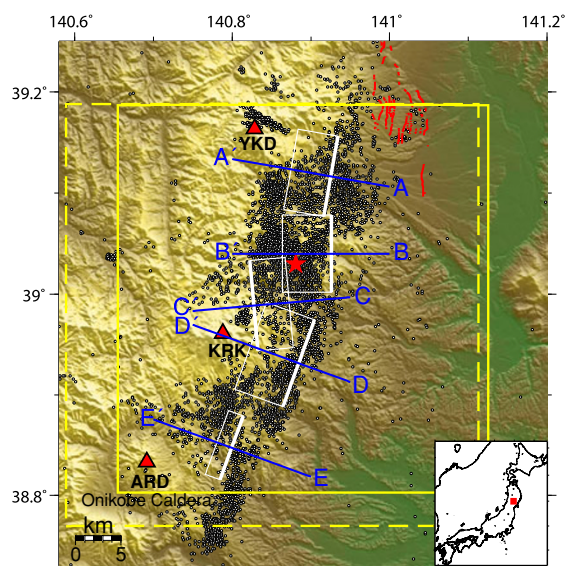 140.6˚ 140.8˚ 141˚ 141.2˚
39.2˚
YKD
A´ A
B´ B
39˚
C´ C
D´
KRK
D
E´
E
ARD
38.8˚
Onikobe Caldera
km
0 5